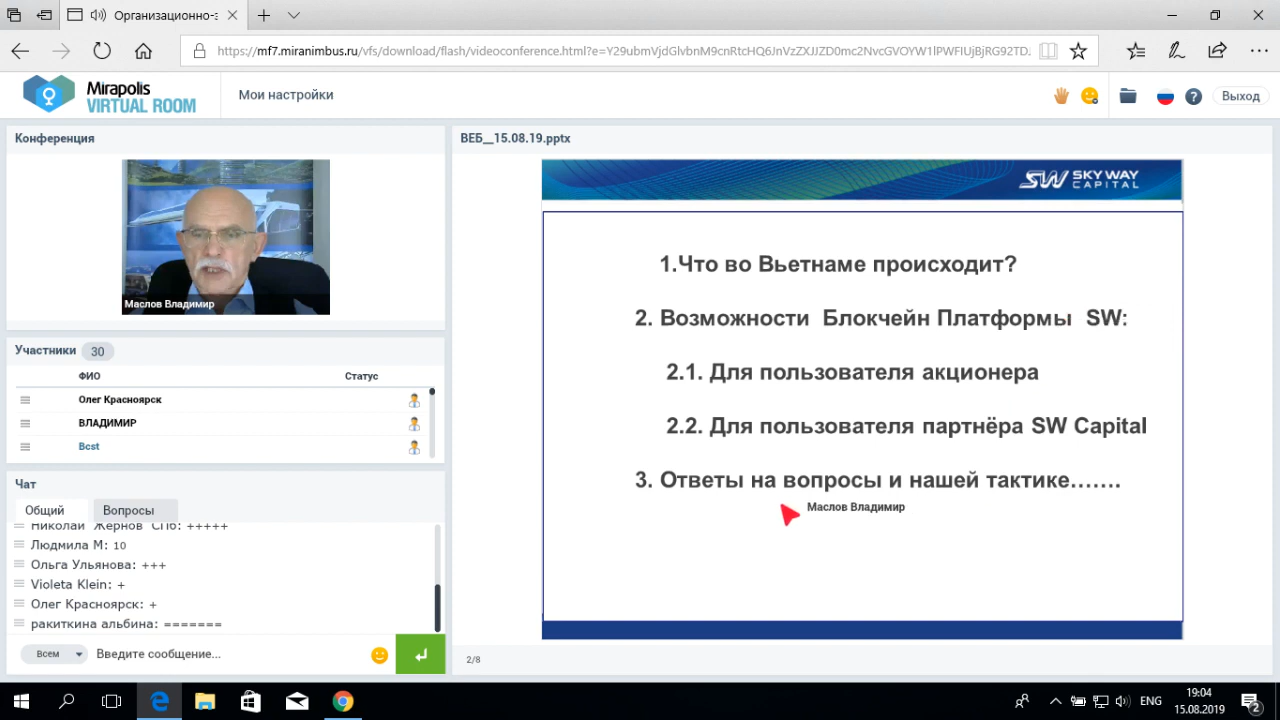 Организационно-
https://mf7.miranimbus.ru/vfs/download/flash/videoconference.html?e=Y29ubmVjdGlvbnM9cnRtcHQ6JnVzZXJJZD0mc2NvcGVOYW1lPWFIUjBjRG92TD.
Mirapolis
VIRTUAL ROOM
Мои настройки
Выход
Конференция
Маслов Владимир
Участники 30
ФИО Статус
Олег Красноярск
ВЛАДИМИР
Bcst
Чат
Общий Вопросы
Николай Жернов СПб: +++++
Людмила М: 10
Ольга Ульянова: +++
Violeta Klein: +
Олег Красноярск: +
ракиткина альбина: =======
Всем Введите сообщение...
ВЕБ__15.08.19.pptx
SW SKY WAY
CAPITAL
1.Что во Вьетнаме происходит?
2. Возможности Блокчейн Платформы SW:
2.1. Для пользователя акционера
2.2. Для пользователя партнёра SW Capital
3. Ответы на вопросы и нашей тактике…….
Маслов Владимир
2/8
ENG
19:04
15.08.2019
2